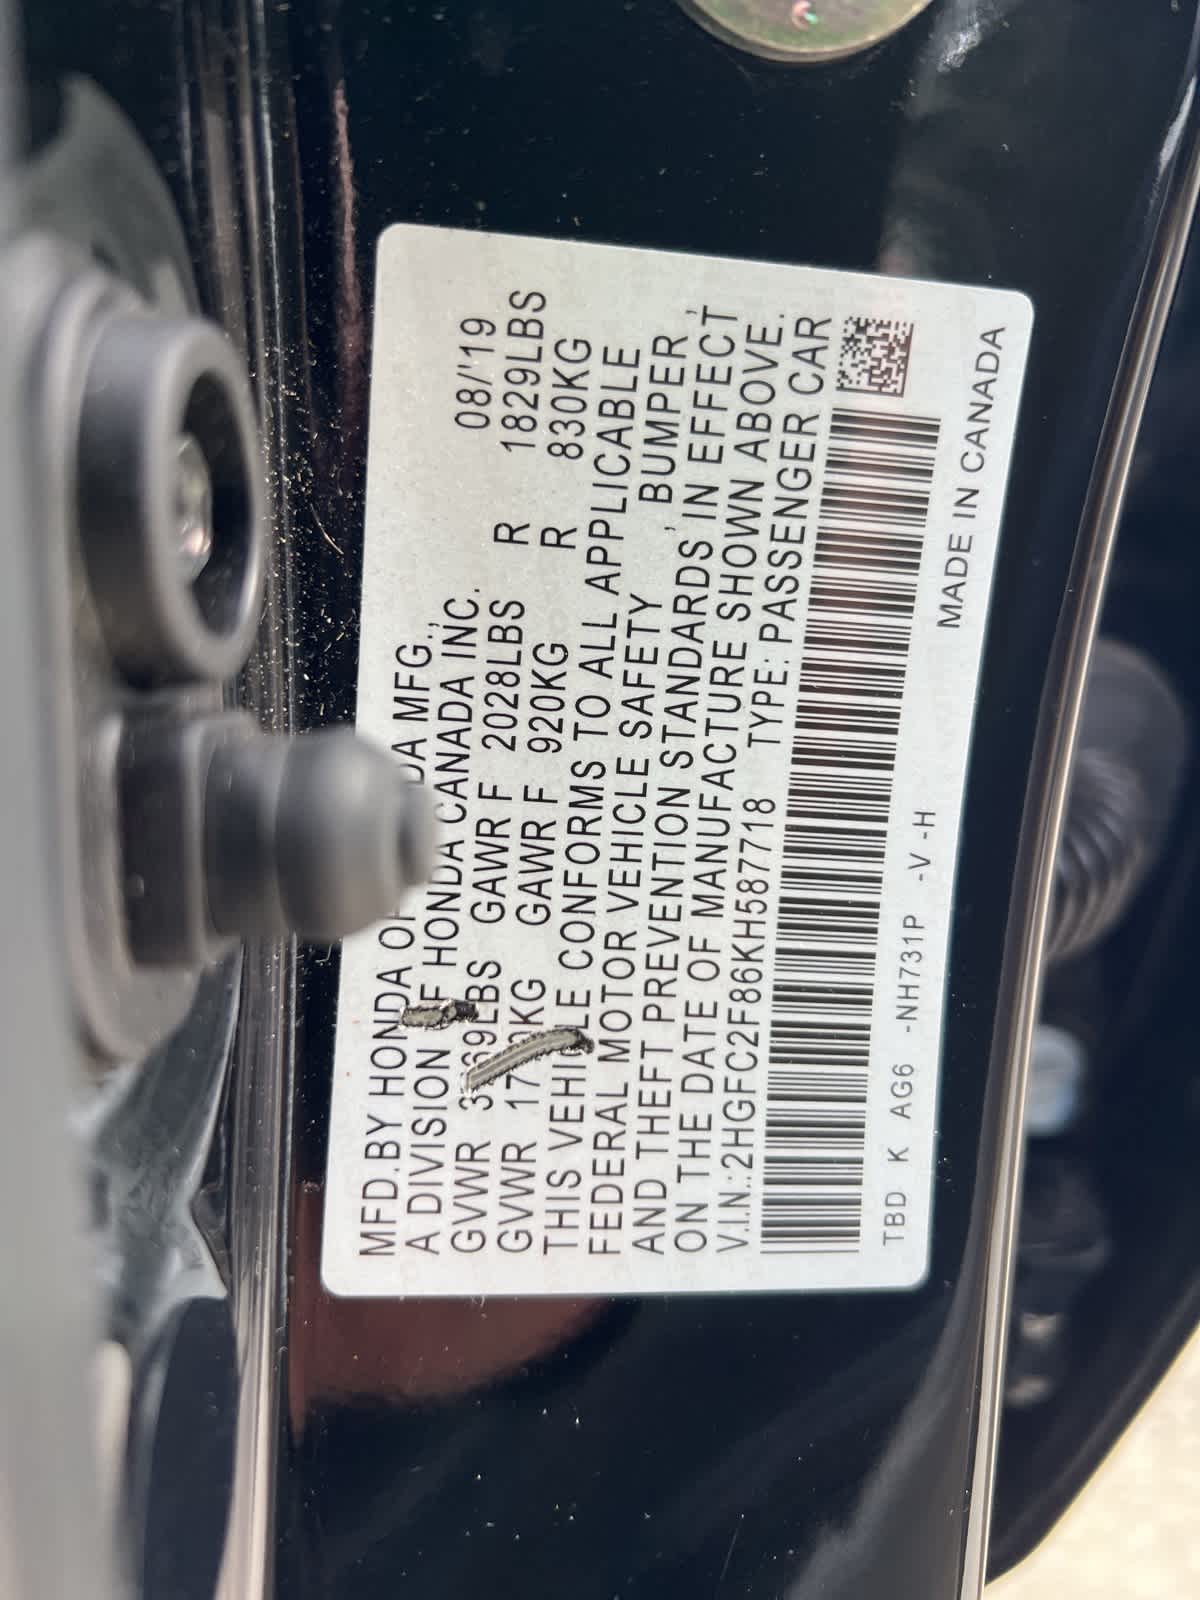 MFD.BY HONDA OF MFG.,
A DIVISION OF HONDA CANADA INC. 08/'19
GVWR LBS GAWR F 2028LBS R 1829LBS
GVWR KG GAWR F 920KG R 830KG
THIS VEHICLE CONFORMS TO ALL APPLICABLE
FEDERAL MOTOR VEHICLE SAFETY , BUMPER ,
AND THEFT PREVENTION STANDARDS IN EFFECT
ON THE DATE OF MANUFACTURE SHOWN ABOVE.
V.I.N.:2HGFC2F86KH587718 TYPE: PASSENGER CAR
TBD K AG6 -NH731P -V -H MADE IN CANADA